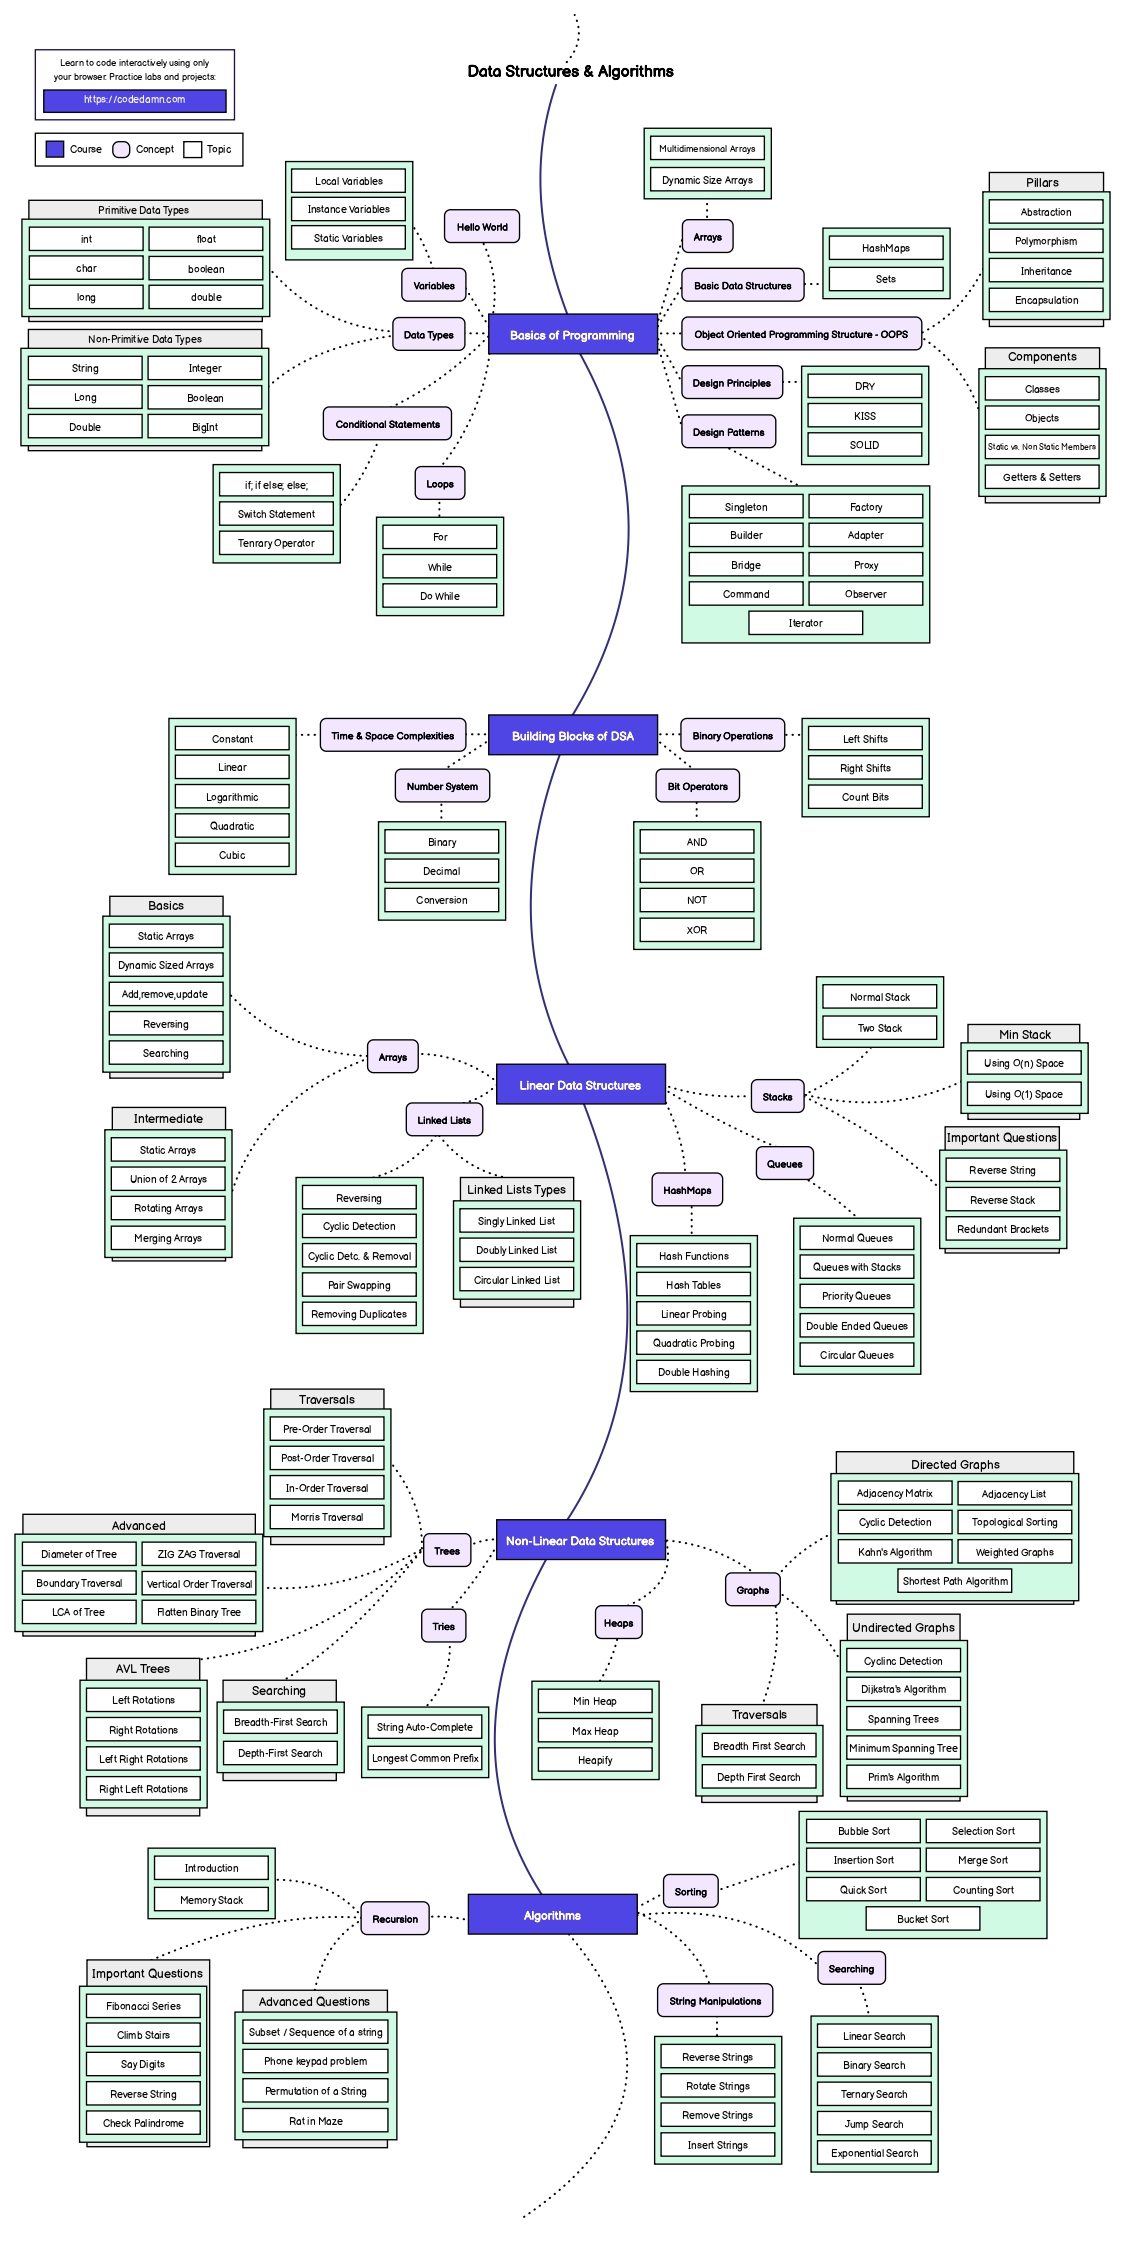 Data Structures & Algorithms
Learn to code interactively using only
your browser. Practice labs and projects:
https://codedamn.com
Course
Concept
Topic
Basics of Programming
Hello World
Variables
Local Variables
Instance Variables
Static Variables
Data Types
Primitive Data Types
int
float
char
boolean
long
double
Non-Primitive Data Types
String
Integer
Long
Boolean
Double
BigInt
Conditional Statements
if; if else; else;
Switch Statement
Tenrary Operator
Loops
For
While
Do While
Arrays
Multidimensional Arrays
Dynamic Size Arrays
Basic Data Structures
HashMaps
Sets
Object Oriented Programming Structure - OOPS
Pillars
Abstraction
Polymorphism
Inheritance
Encapsulation
Components
Classes
Objects
Static vs. Non Static Members
Getters & Setters
Design Principles
DRY
KISS
SOLID
Design Patterns
Singleton
Factory
Builder
Adapter
Bridge
Proxy
Command
Observer
Iterator
Building Blocks of DSA
Time & Space Complexities
Constant
Linear
Logarithmic
Quadratic
Cubic
Number System
Binary
Decimal
Conversion
Binary Operations
Left Shifts
Right Shifts
Count Bits
Bit Operators
AND
OR
NOT
XOR
Linear Data Structures
Arrays
Basics
Static Arrays
Dynamic Sized Arrays
Add,remove,update
Reversing
Searching
Intermediate
Static Arrays
Union of 2 Arrays
Rotating Arrays
Merging Arrays
Linked Lists
Reversing
Cyclic Detection
Cyclic Detc. & Removal
Pair Swapping
Removing Duplicates
Linked Lists Types
Singly Linked List
Doubly Linked List
Circular Linked List
Stacks
Normal Stack
Two Stack
Min Stack
Using O(n) Space
Using O(1) Space
Important Questions
Reverse String
Reverse Stack
Redundant Brackets
Queues
Normal Queues
Queues with Stacks
Priority Queues
Double Ended Queues
Circular Queues
HashMaps
Hash Functions
Hash Tables
Linear Probing
Quadratic Probing
Double Hashing
Non-Linear Data Structures
Trees
Traversals
Pre-Order Traversal
Post-Order Traversal
In-Order Traversal
Morris Traversal
Advanced
Diameter of Tree
ZIG ZAG Traversal
Boundary Traversal
Vertical Order Traversal
LCA of Tree
Flatten Binary Tree
AVL Trees
Left Rotations
Right Rotations
Left Right Rotations
Right Left Rotations
Searching
Breadth-First Search
Depth-First Search
Tries
String Auto-Complete
Longest Common Prefix
Heaps
Min Heap
Max Heap
Heapify
Graphs
Directed Graphs
Adjacency Matrix
Adjacency List
Cyclic Detection
Topological Sorting
Kahn's Algorithm
Weighted Graphs
Shortest Path Algorithm
Undirected Graphs
Cyclinc Detection
Dijkstra's Algorithm
Spanning Trees
Minimum Spanning Tree
Prim's Algorithm
Traversals
Breadth First Search
Depth First Search
Algorithms
Recursion
Introduction
Memory Stack
Important Questions
Fibonacci Series
Climb Stairs
Say Digits
Reverse String
Check Palindrome
Advanced Questions
Subset / Sequence of a string
Phone keypad problem
Permutation of a String
Rat in Maze
Sorting
Bubble Sort
Selection Sort
Insertion Sort
Merge Sort
Quick Sort
Counting Sort
Bucket Sort
Searching
Linear Search
Binary Search
Ternary Search
Jump Search
Exponential Search
String Manipulations
Reverse Strings
Rotate Strings
Remove Strings
Insert Strings